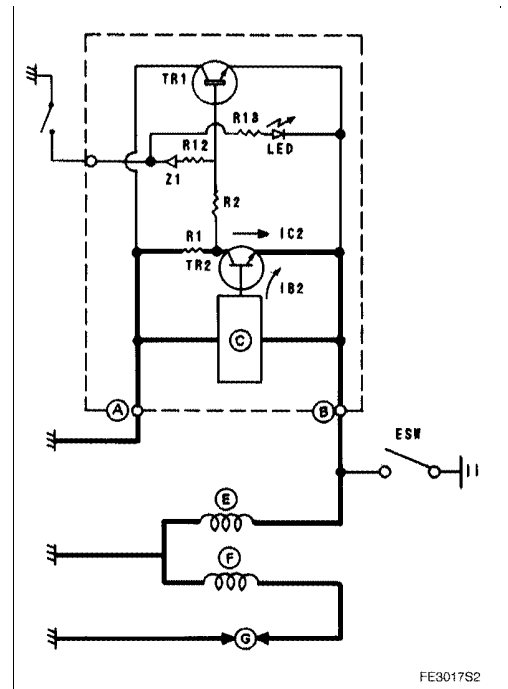 TR1
R13
LED
R12
Z1
R2
R1
IC2
TR2
IB2
C
A
B
ESW
E
F
G
FE3017S2